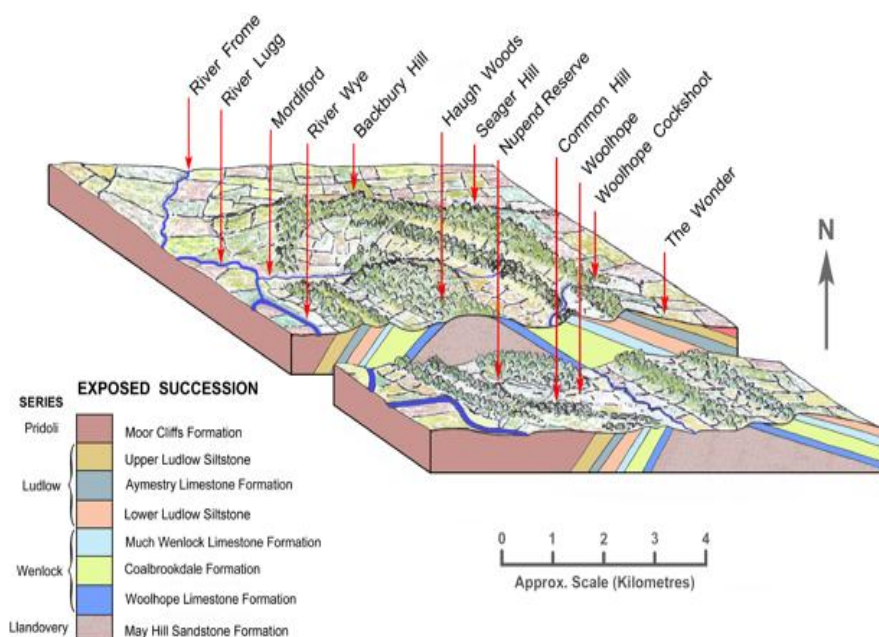 River Frome
River Lugg
Mordiford
River Wye
Backbury Hill
Haugh Woods
Seager Hill
Nupend Reserve
Common Hill
Woolhope
Woolhope Cockshoot
The Wonder
N
EXPOSED SUCCESSION
SERIES
Pridoli
Moor Cliffs Formation
Upper Ludlow Siltstone
Ludlow
Aymestry Limestone Formation
Lower Ludlow Siltstone
Much Wenlock Limestone Formation
Wenlock
Coalbrookdale Formation
Woolhope Limestone Formation
Llandovery
May Hill Sandstone Formation
0 1 2 3 4
Approx. Scale (Kilometres)